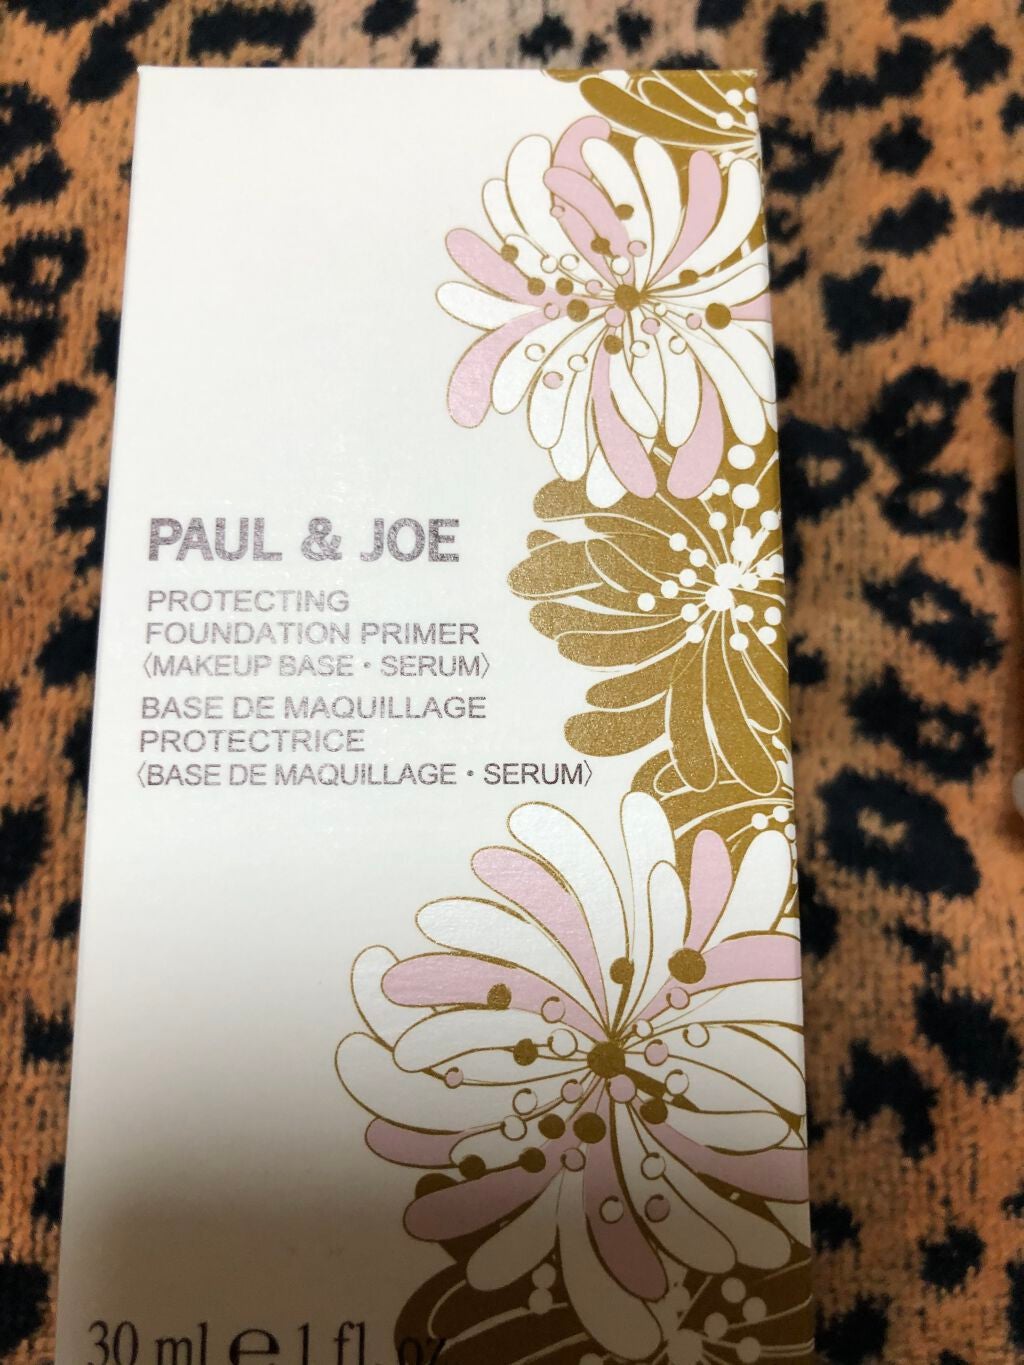 PAUL & JOE
PROTECTING
FOUNDATION PRIMER
〈MAKEUP BASE・SERUM〉
BASE DE MAQUILLAGE
PROTECTRICE
〈BASE DE MAQUILLAGE・SERUM〉
30 ml ℮ 1 fl. oz